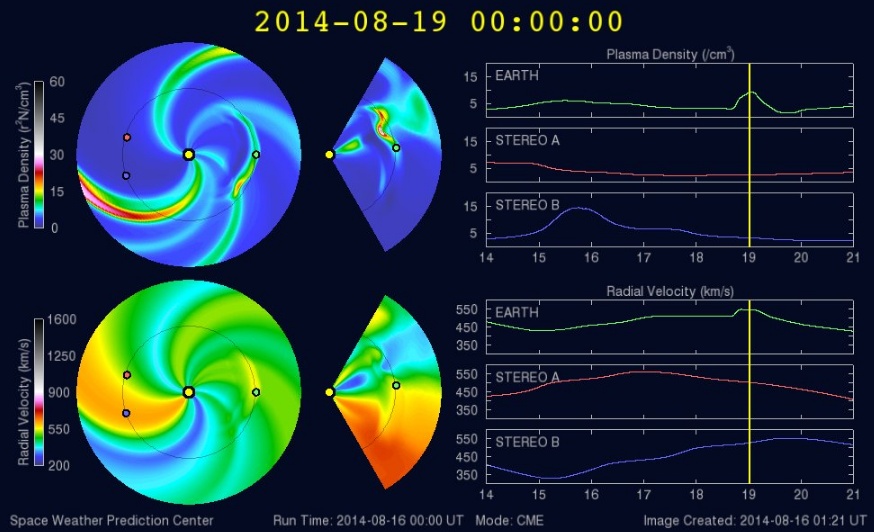 2014-08-19 00:00:00
Plasma Density (r²N/cm³)
60
45
30
15
0
Plasma Density (/cm³)
EARTH
15
5
STEREO A
15
5
STEREO B
15
5
14 15 16 17 18 19 20 21
Radial Velocity (km/s)
1600
1250
900
550
200
Radial Velocity (km/s)
EARTH
550
450
350
STEREO A
550
450
350
STEREO B
550
450
350
14 15 16 17 18 19 20 21
Space Weather Prediction Center Run Time: 2014-08-16 00:00 UT Mode: CME Image Created: 2014-08-16 01:21 UT